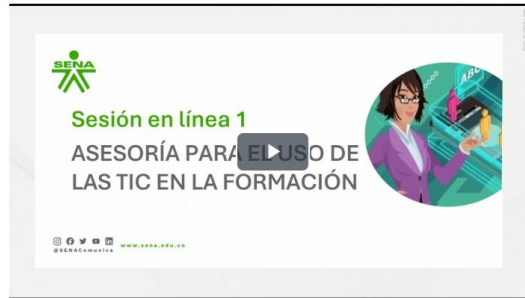 SENA
Sesión en línea 1
ASESORÍA PARA EL USO DE
LAS TIC EN LA FORMACIÓN
ABC
@SENAComunica www.sena.edu.co